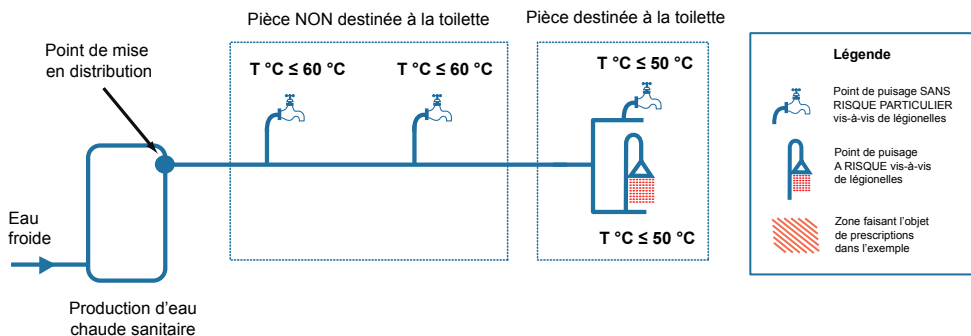 Pièce NON destinée à la toilette
Pièce destinée à la toilette
Point de mise
en distribution
T °C ≤ 60 °C
T °C ≤ 60 °C
T °C ≤ 50 °C
T °C ≤ 50 °C
Eau
froide
Production d’eau
chaude sanitaire
Légende
Point de puisage SANS
RISQUE PARTICULIER
vis-à-vis de légionelles
Point de puisage
A RISQUE vis-à-vis
de légionelles
Zone faisant l’objet
de prescriptions
dans l’exemple